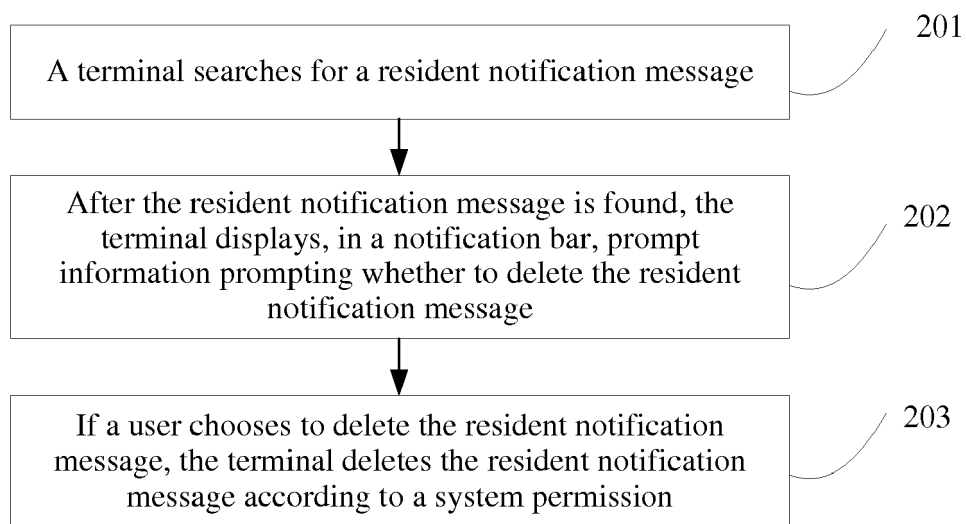 201
A terminal searches for a resident notification message
After the resident notification message is found, the
terminal displays, in a notification bar, prompt
information prompting whether to delete the resident
notification message
202
If a user chooses to delete the resident notification
message, the terminal deletes the resident notification
message according to a system permission
203